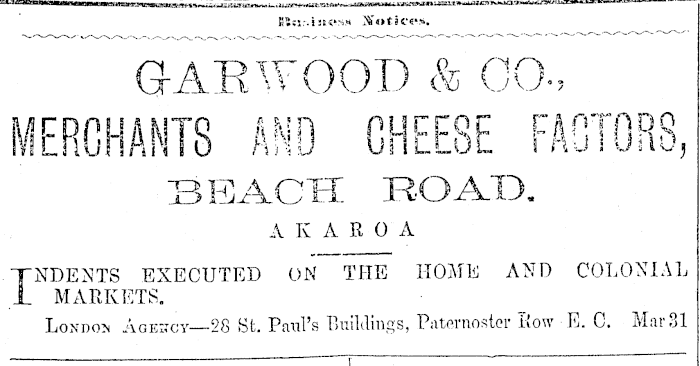 Business Notices.
GARWOOD & CO.,
MERCHANTS AND CHEESE FACTORS,
BEACH ROAD.
AKAROA
INDENTS EXECUTED ON THE HOME AND COLONIAL
MARKETS.
LONDON AGENCY—28 St. Paul's Buildings, Paternoster Row E. C. Mar 31